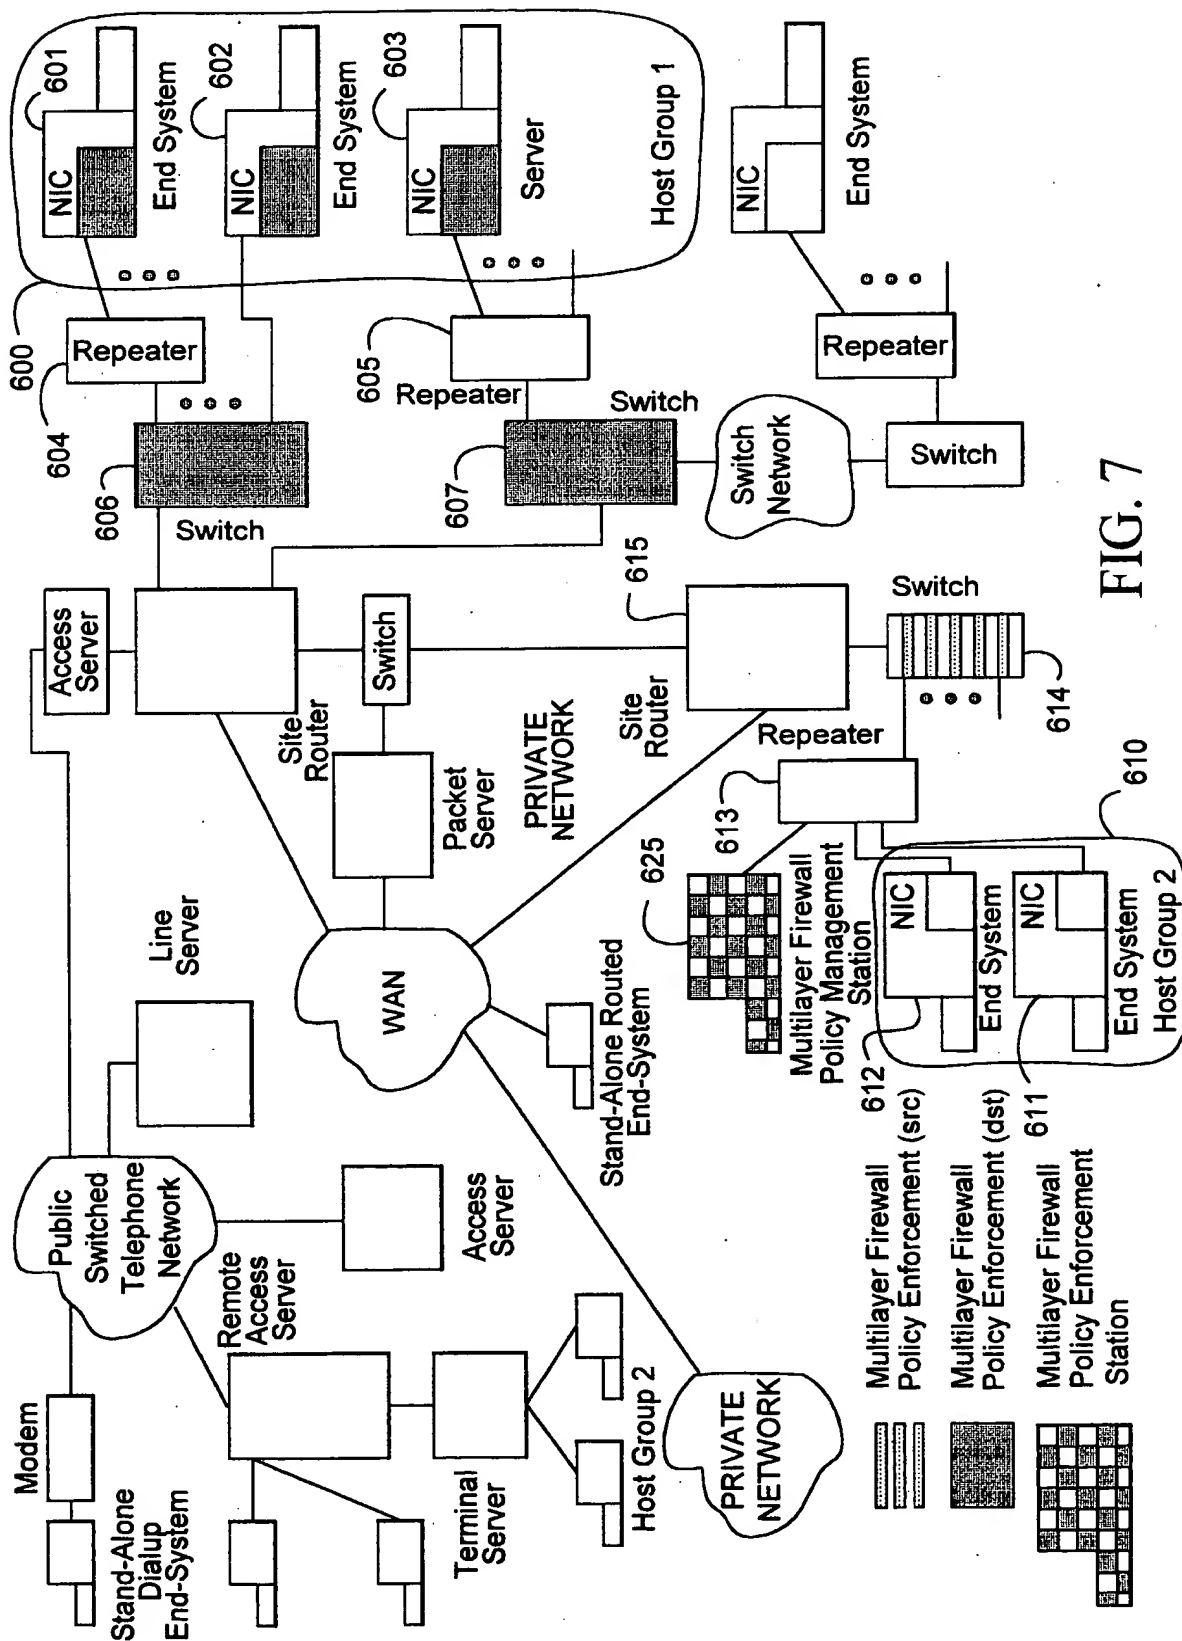 Modem
Stand-Alone
Dialup
End-System
Public
Switched
Telephone
Network
Remote
Access
Server
Access
Server
Line
Server
Terminal
Server
Host Group 2
PRIVATE
NETWORK
WAN
Stand-Alone Routed
End-System
Access
Server
Site
Router
Switch
Packet
Server
PRIVATE
NETWORK
Site
Router
615
Switch
606
604
Repeater
600
NIC
601
End System
NIC
602
End System
NIC
603
Server
Host Group 1
605
Repeater
607
Switch
Switch
Network
Switch
Repeater
NIC
End System
Switch
614
Repeater
613
625
Multilayer Firewall
Policy Management
Station
610
NIC
End System
612
NIC
End System
Host Group 2
611
Multilayer Firewall
Policy Enforcement (src)
Multilayer Firewall
Policy Enforcement (dst)
Multilayer Firewall
Policy Enforcement
Station
FIG. 7